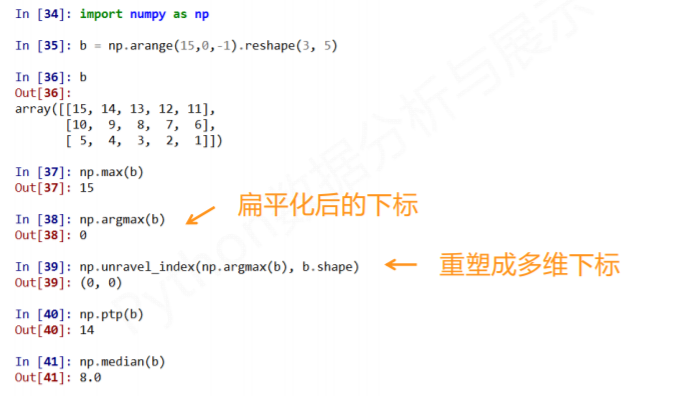 In [34]: import numpy as np
In [35]: b = np.arange(15,0,-1).reshape(3, 5)
In [36]: b
Out[36]:
array([[15, 14, 13, 12, 11],
       [10,  9,  8,  7,  6],
       [ 5,  4,  3,  2,  1]])
In [37]: np.max(b)
Out[37]: 15
In [38]: np.argmax(b)
扁平化后的下标
Out[38]: 0
In [39]: np.unravel_index(np.argmax(b), b.shape)
重塑成多维下标
Out[39]: (0, 0)
In [40]: np.ptp(b)
Out[40]: 14
In [41]: np.median(b)
Out[41]: 8.0
Python数据分析与展示